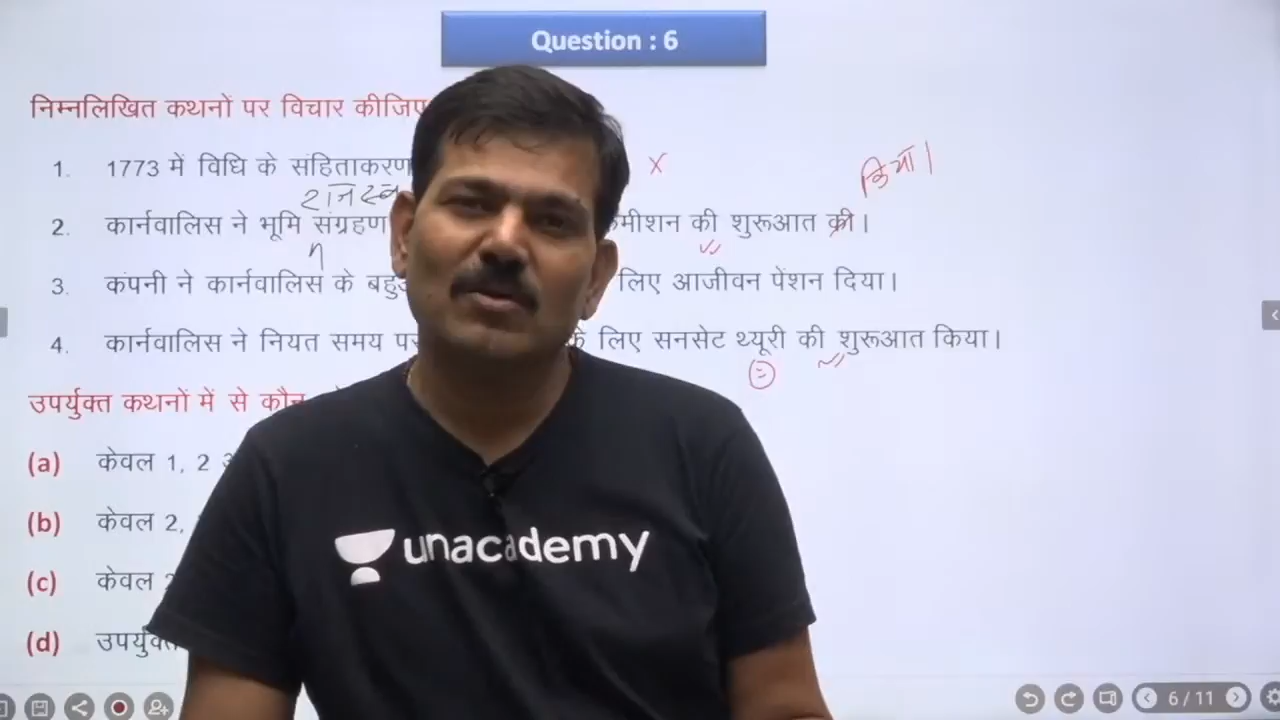 Question : 6
निम्नलिखित कथनों पर विचार कीजिए
1. 1773 में विधि के संहिताकरण x किया।
राजस्व
2. कार्नवालिस ने भूमि संग्रहण कमीशन की शुरूआत की।
3. कंपनी ने कार्नवालिस के लिए आजीवन पेंशन दिया।
4. कार्नवालिस ने नियत समय पर के लिए सनसेट थ्यूरी की शुरूआत किया।
उपर्युक्त कथनों में से कौन
(a) केवल 1, 2
(b) केवल 2,
(c) केवल
(d) उपर्युक्त
unacademy
6 / 11